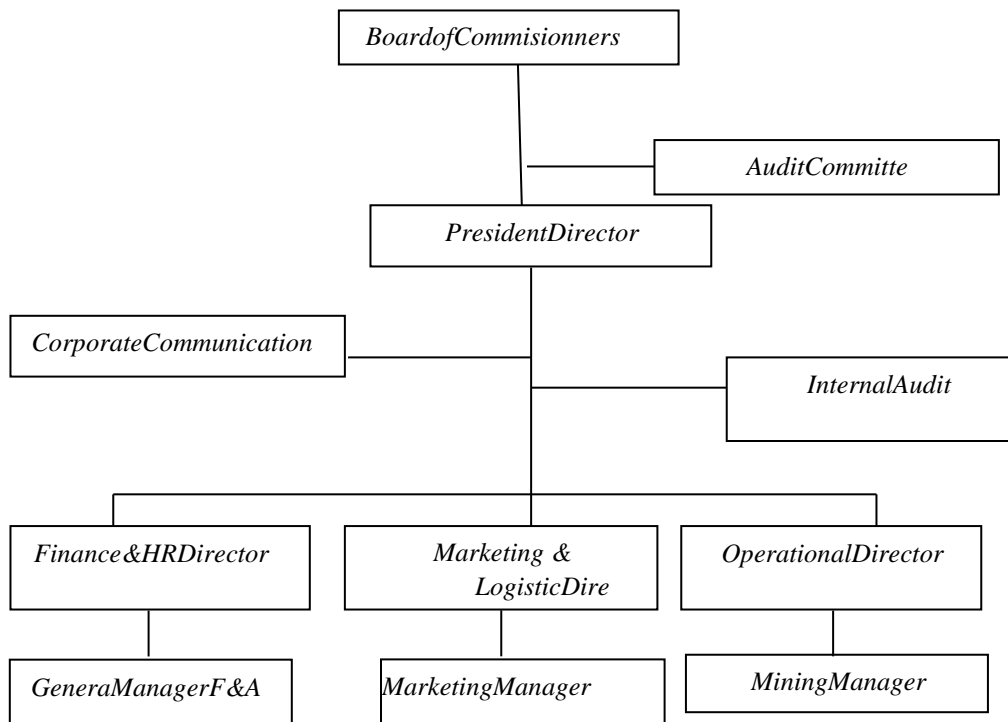 BoardofCommisionners
AuditCommitte
PresidentDirector
CorporateCommunication
InternalAudit
Finance&HRDirector
Marketing &
LogisticDire
OperationalDirector
GeneraManagerF&A
MarketingManager
MiningManager